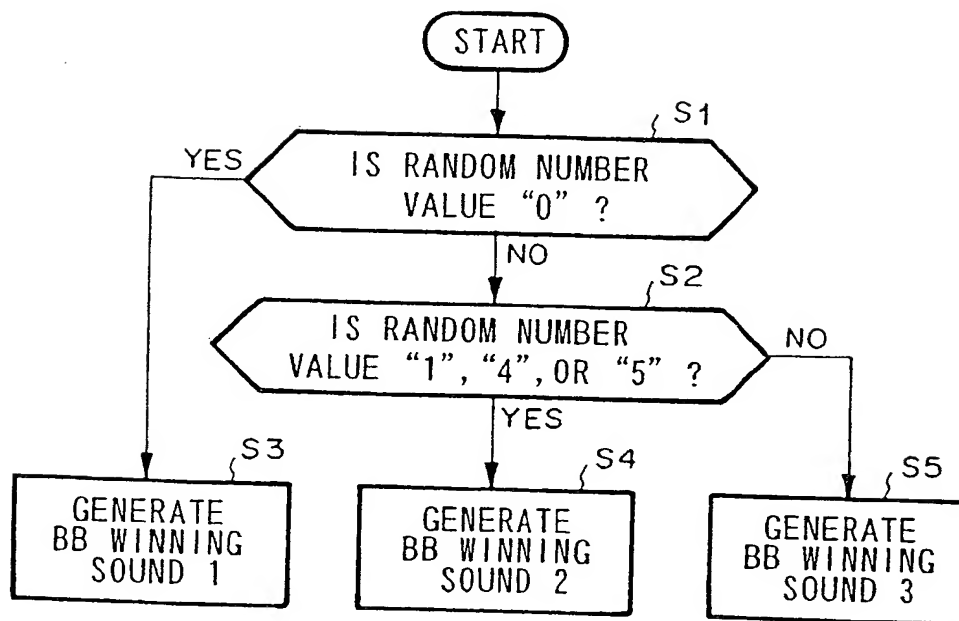 START
S1
YES
IS RANDOM NUMBER
VALUE “0” ?
NO
S2
IS RANDOM NUMBER
VALUE “1”, “4”, OR “5” ?
NO
YES
S3
GENERATE
BB WINNING
SOUND 1
S4
GENERATE
BB WINNING
SOUND 2
S5
GENERATE
BB WINNING
SOUND 3